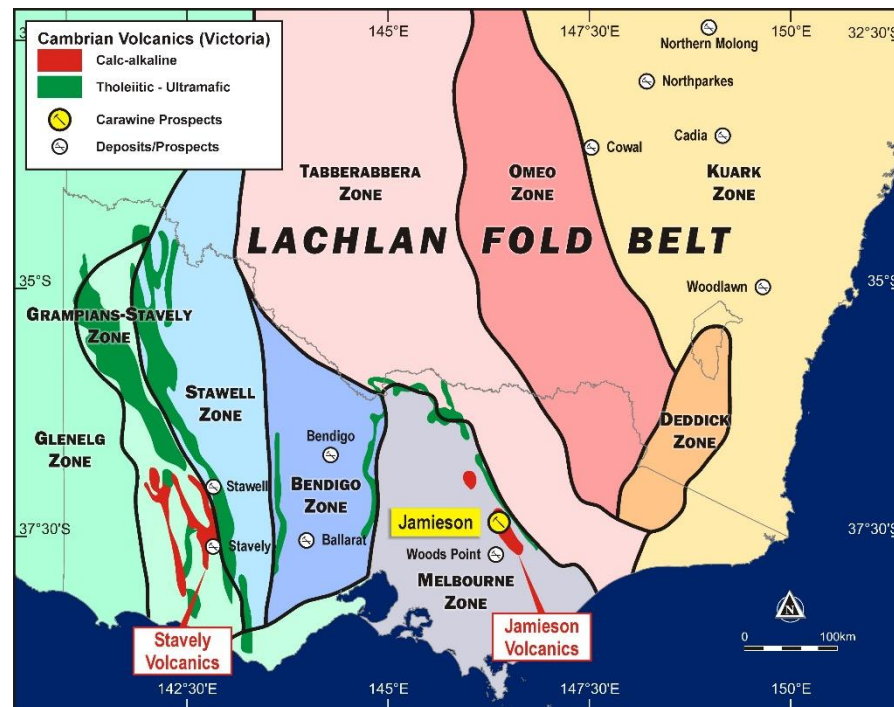 145°E
147°30'E
150°E
32°30'S
Cambrian Volcanics (Victoria)
Calc-alkaline
Tholeiitic - Ultramafic
Carawine Prospects
Deposits/Prospects
Northern Molong
Northparkes
Cadia
Cowal
TABBERABBERA
ZONE
OMEO
ZONE
KUARK
ZONE
LACHLAN FOLD BELT
35°S
35°S
Woodlawn
GRAMPIANS-STAVELY
ZONE
STAWELL
ZONE
GLENELG
ZONE
DEDDICK
ZONE
Bendigo
BENDIGO
ZONE
Stawell
Jamieson
37°30'S
37°30'S
Stavely
Ballarat
Woods Point
MELBOURNE
ZONE
Stavely
Volcanics
Jamieson
Volcanics
N
0
100km
142°30'E
145°E
147°30'E
150°E